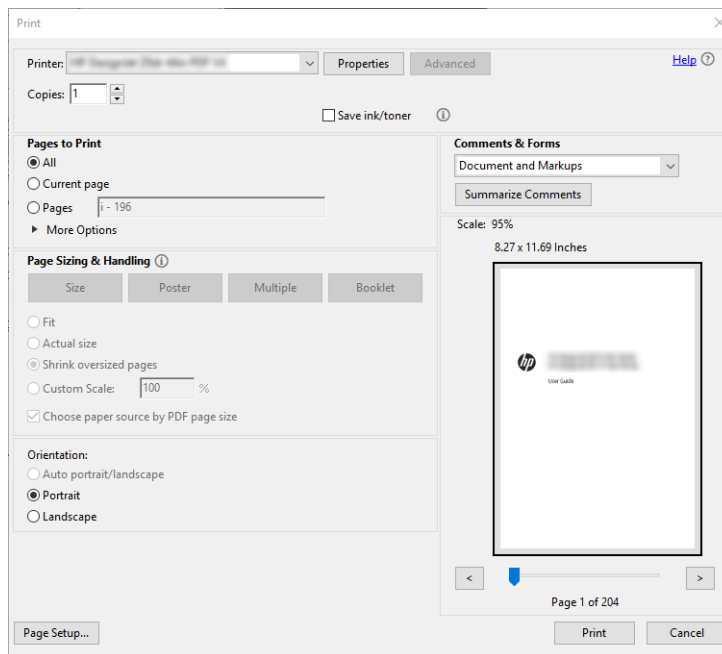 Print
Printer:
Properties
Advanced
Help
Copies: 1
Save ink/toner
Pages to Print
All
Current page
Pages i - 196
More Options
Comments & Forms
Document and Markups
Summarize Comments
Scale: 95%
8.27 x 11.69 Inches
hp
User Guide
Page Sizing & Handling
Size
Poster
Multiple
Booklet
Fit
Actual size
Shrink oversized pages
Custom Scale: 100 %
Choose paper source by PDF page size
Orientation:
Auto portrait/landscape
Portrait
Landscape
<
>
Page 1 of 204
Page Setup...
Print
Cancel